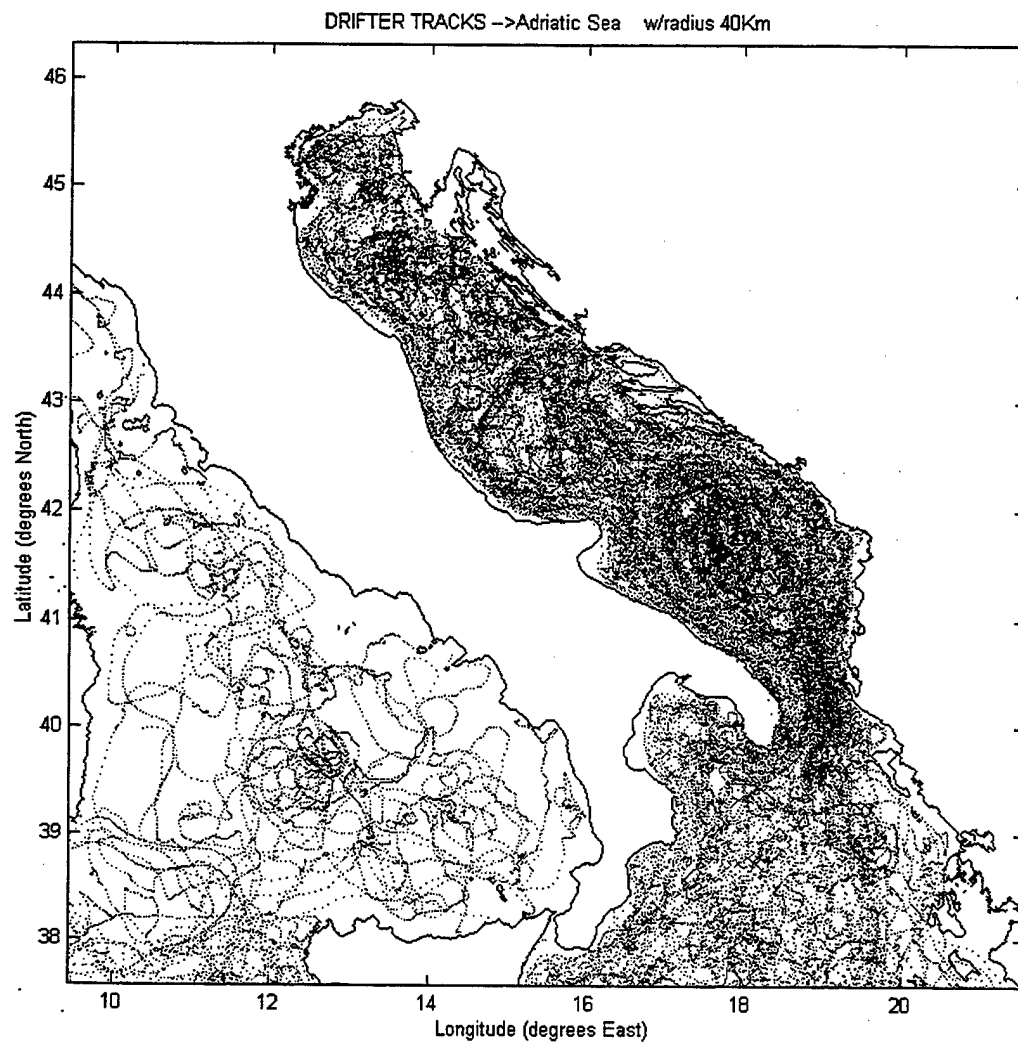 DRIFTER TRACKS -->Adriatic Sea w/radius 40Km
46
45
44
43
42
41
40
39
38
Latitude (degrees North)
10 12 14 16 18 20
Longitude (degrees East)